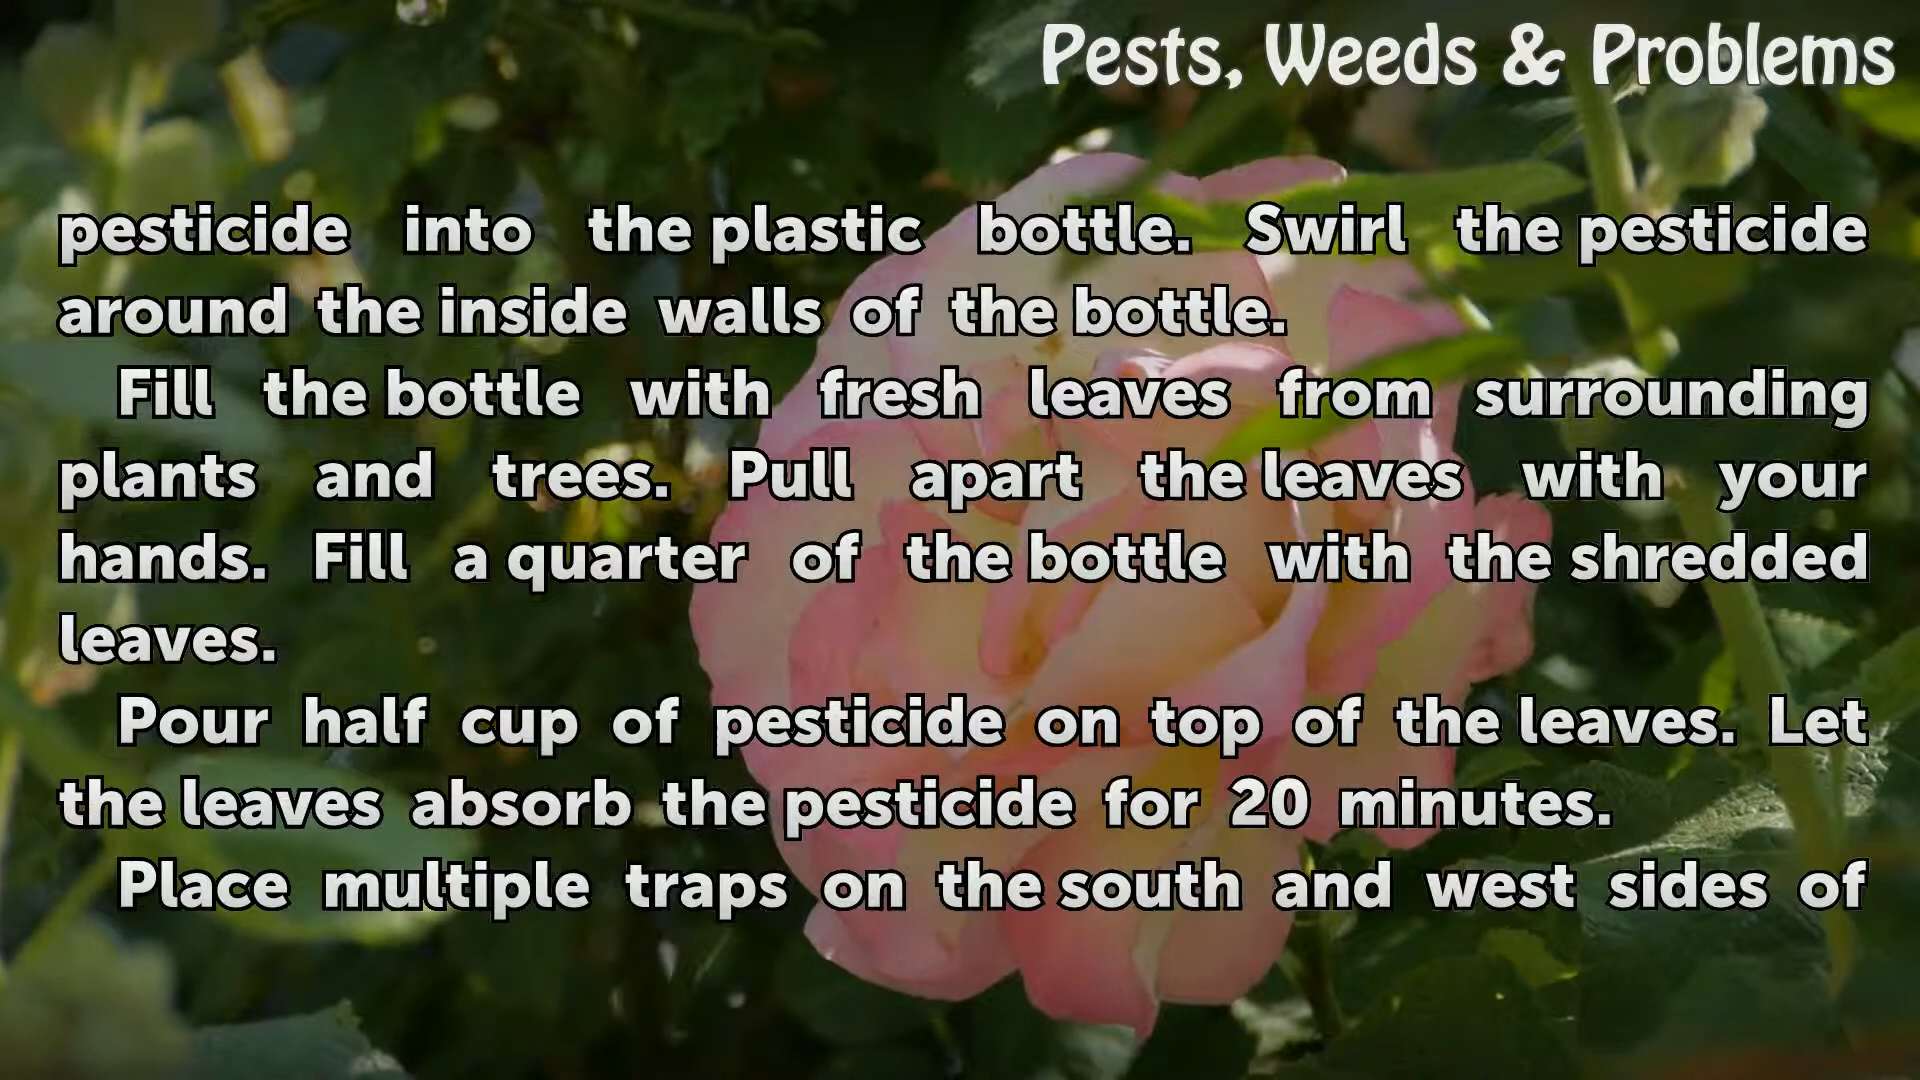 Pests, Weeds & Problems
pesticide into the plastic bottle. Swirl the pesticide
around the inside walls of the bottle.
Fill the bottle with fresh leaves from surrounding
plants and trees. Pull apart the leaves with your
hands. Fill a quarter of the bottle with the shredded
leaves.
Pour half cup of pesticide on top of the leaves. Let
the leaves absorb the pesticide for 20 minutes.
Place multiple traps on the south and west sides of